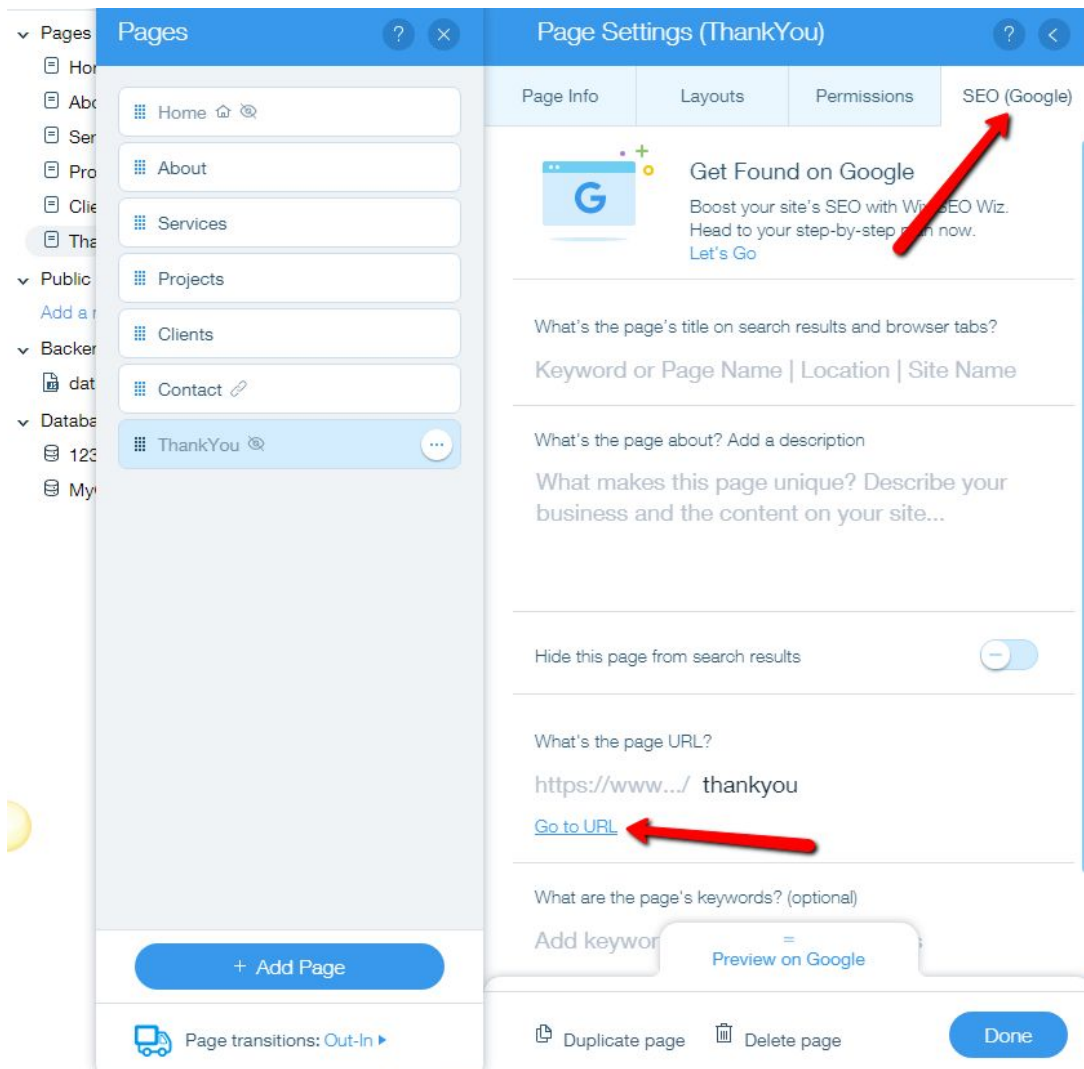 Pages
Hor
Abo
Ser
Pro
Clie
Tha
Public
Add a
Backer
dat
Databa
123
My
Pages
?
×
Home
About
Services
Projects
Clients
Contact
ThankYou
...
+ Add Page
Page transitions: Out-In
Page Settings (ThankYou)
?
<
Page Info Layouts Permissions SEO (Google)
G
Get Found on Google
Boost your site's SEO with Wix SEO Wiz.
Head to your step-by-step plan now.
Let's Go
What's the page's title on search results and browser tabs?
Keyword or Page Name | Location | Site Name
What's the page about? Add a description
What makes this page unique? Describe your
business and the content on your site...
Hide this page from search results
What's the page URL?
https://www.../ thankyou
Go to URL
What are the page's keywords? (optional)
Add keywor
Preview on Google
Duplicate page Delete page Done